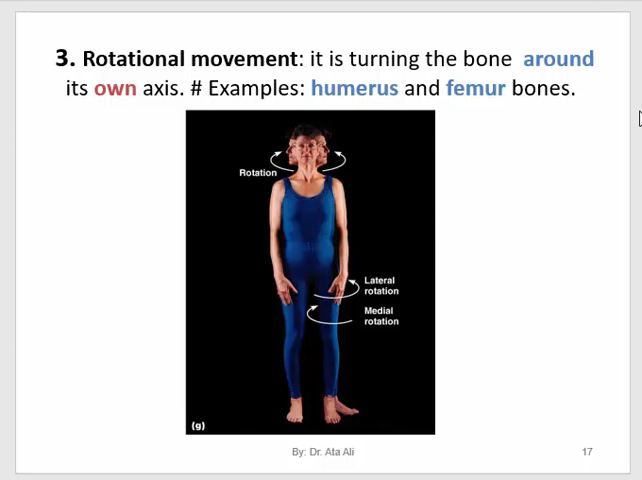 3. Rotational movement: it is turning the bone around
its own axis. # Examples: humerus and femur bones.
Rotation
Lateral
rotation
Medial
rotation
(g)
By: Dr. Ata Ali
17